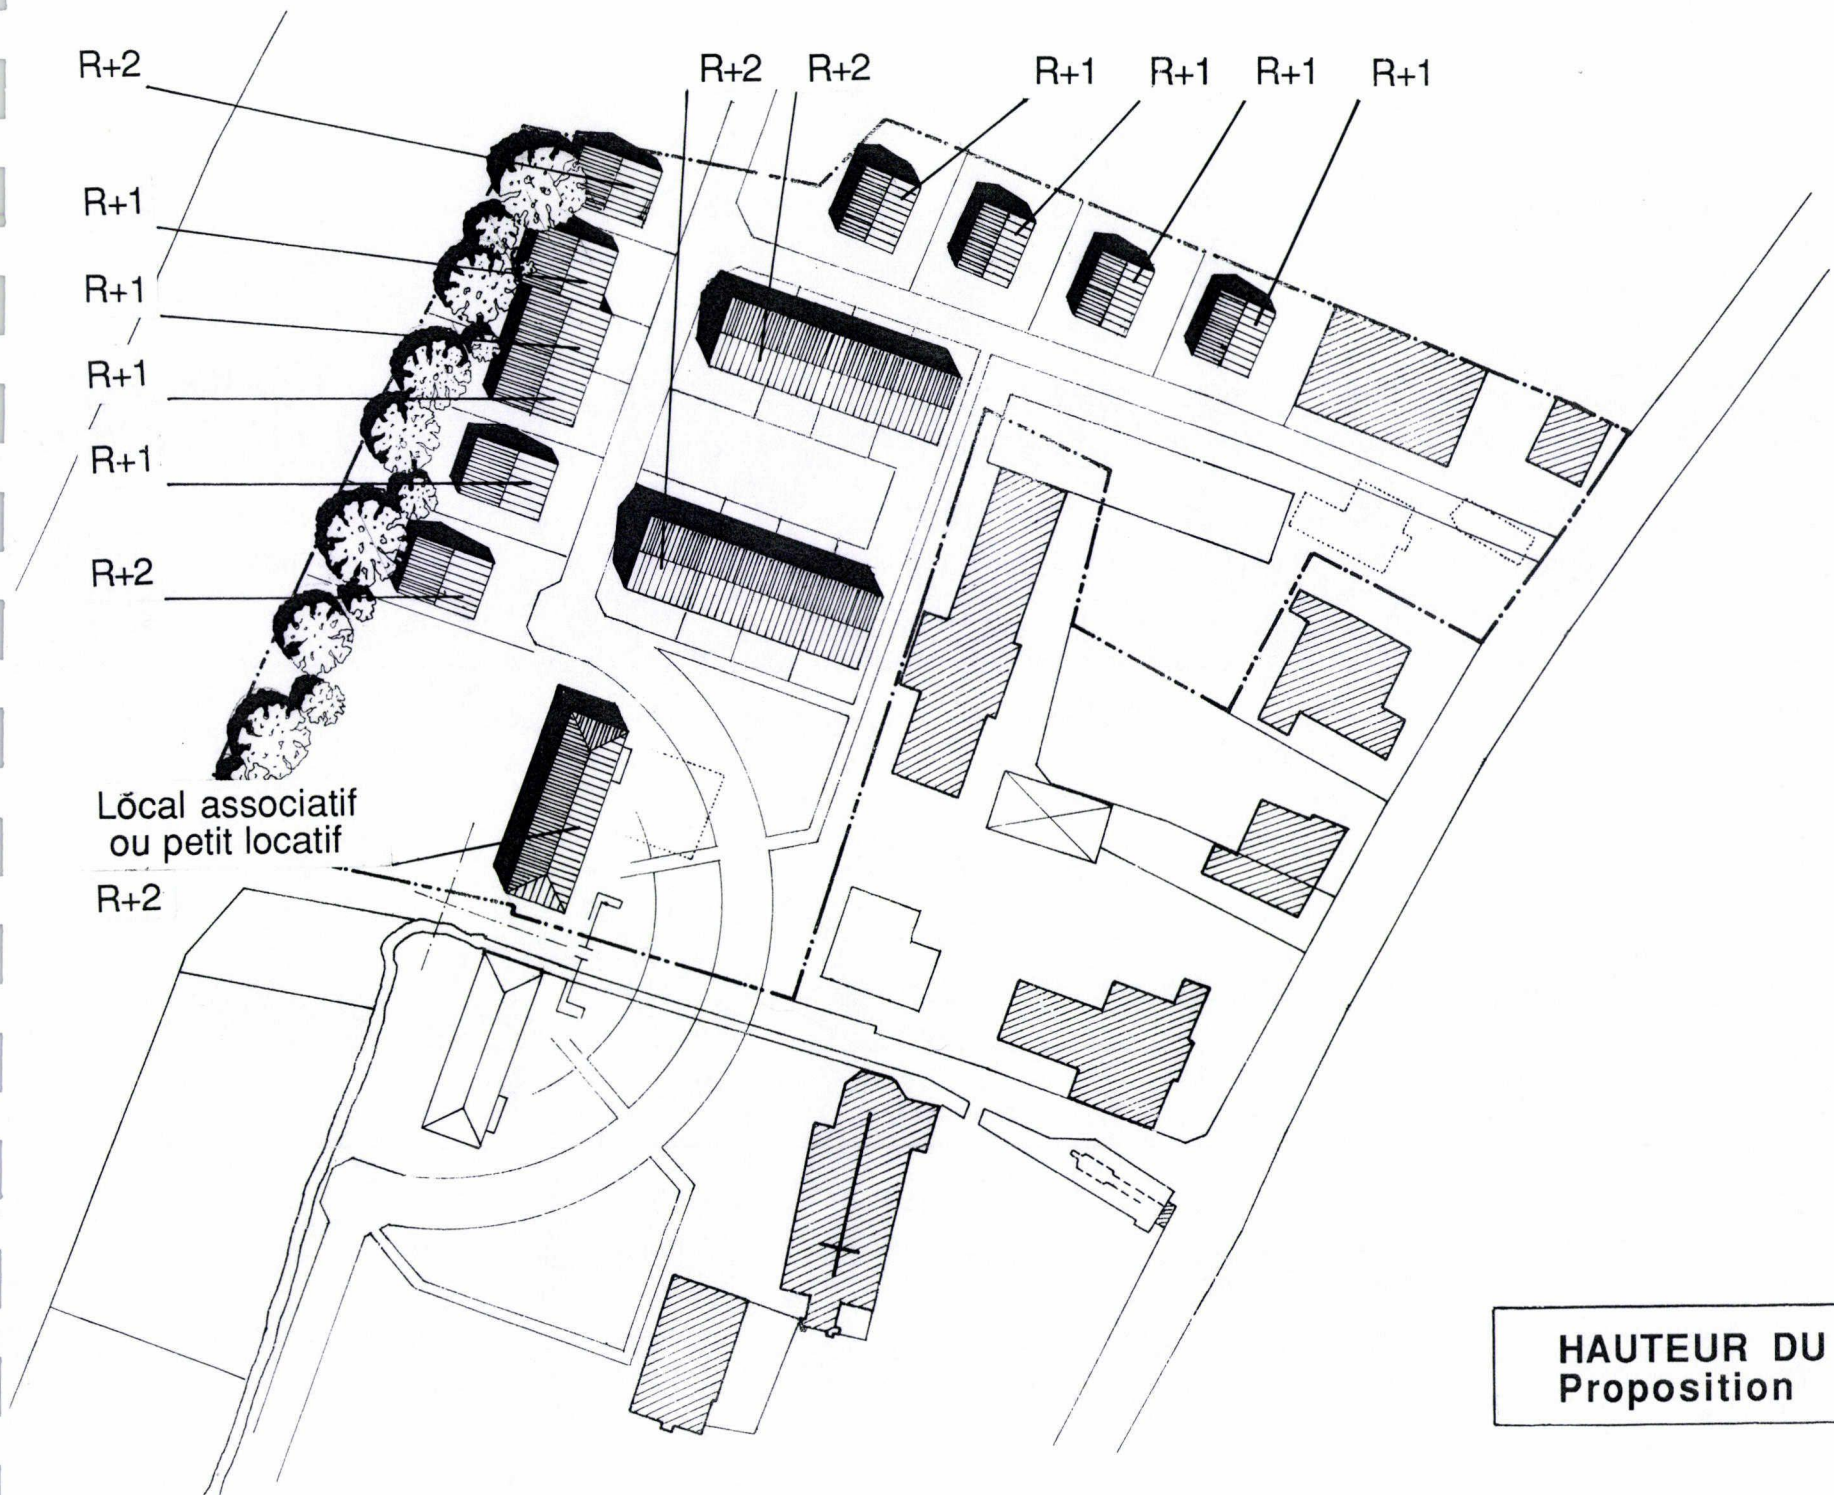 R+2
R+2
R+2
R+1
R+1
R+1
R+1
R+1
R+1
R+1
R+1
R+2
Local associatif
ou petit locatif
R+2
HAUTEUR DU
Proposition